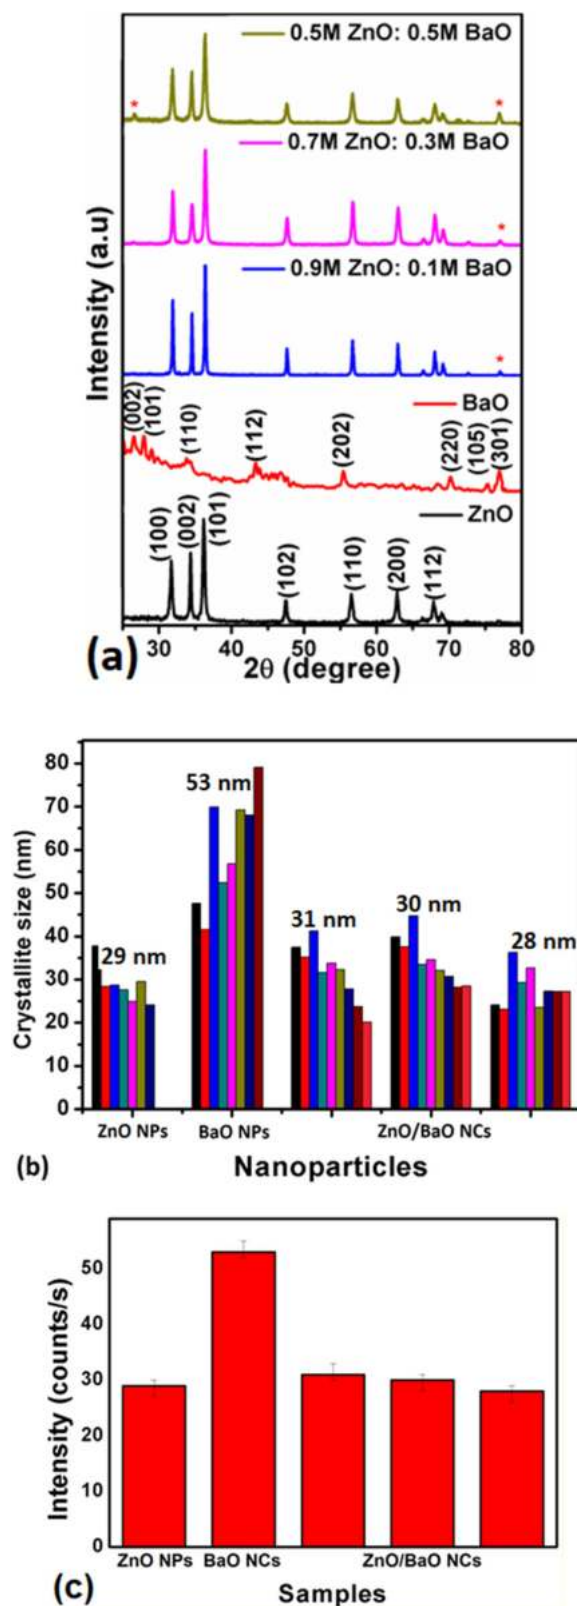 0.5M ZnO: 0.5M BaO
*
*
0.7M ZnO: 0.3M BaO
*
0.9M ZnO: 0.1M BaO
*
BaO
(002)
(101)
(110)
(112)
(202)
(220)
(105)
(301)
ZnO
(100)
(002)
(101)
(102)
(110)
(200)
(112)
Intensity (a.u)
30 40 50 60 70 80
2θ (degree)
(a)
Crystallite size (nm)
80
70
60
50
40
30
20
10
0
29 nm
53 nm
31 nm
30 nm
28 nm
ZnO NPs BaO NPs ZnO/BaO NCs
(b) Nanoparticles
Intensity (counts/s)
50
40
30
20
10
0
ZnO NPs BaO NCs ZnO/BaO NCs
(c) Samples